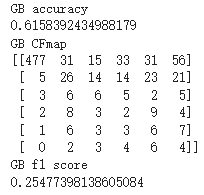 GB accuracy
0.6158392434988179
GB CFmap
[[477 31 15 33 31 56]
[ 5 26 14 14 23 21]
[ 3 6 6 5 2 5]
[ 2 8 3 2 9 4]
[ 1 6 3 3 6 7]
[ 0 2 3 4 6 4]]
GB f1 score
0.25477398138605084